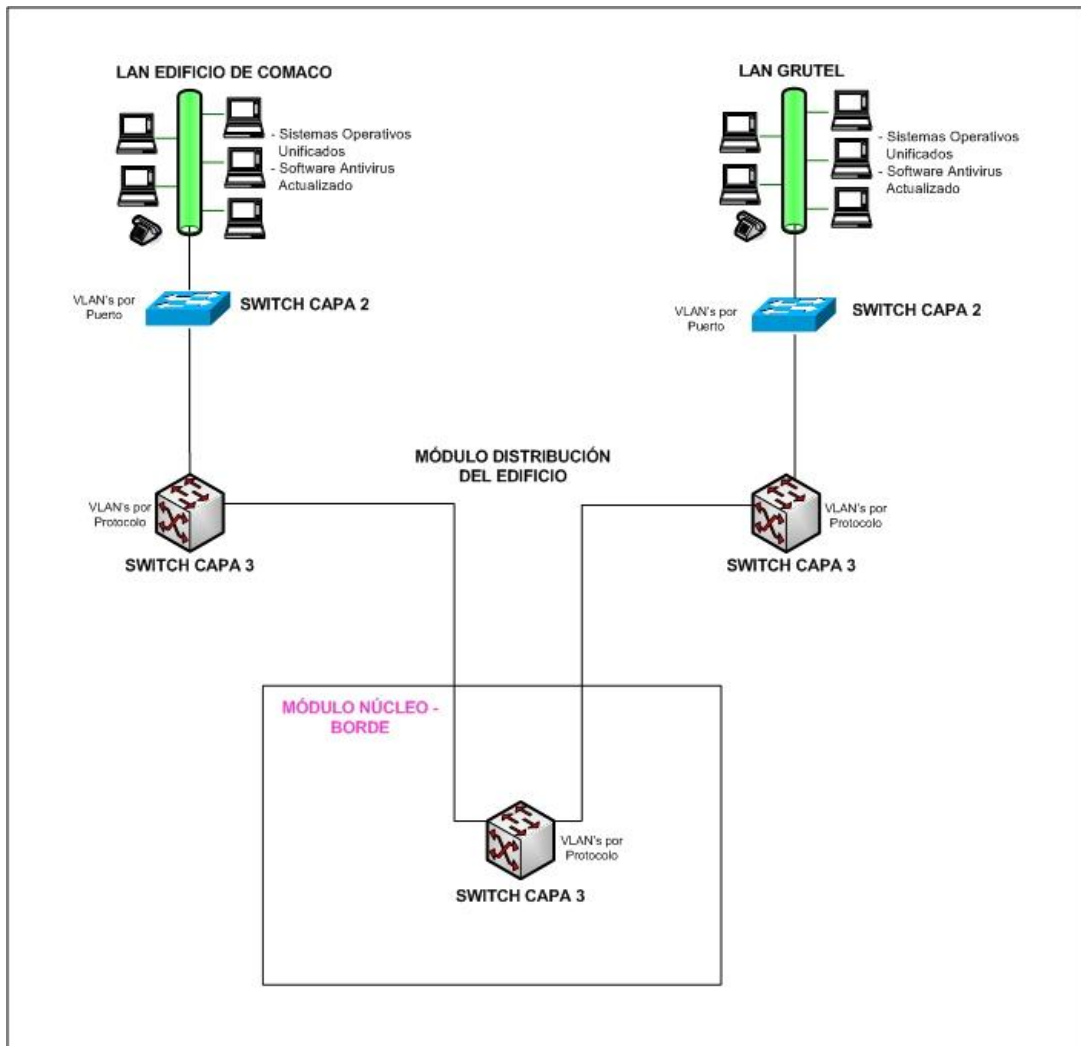 LAN EDIFICIO DE COMACO
- Sistemas Operativos
Unificados
- Software Antivirus
Actualizado
VLAN's por
Puerto
SWITCH CAPA 2
LAN GRUTEL
- Sistemas Operativos
Unificados
- Software Antivirus
Actualizado
VLAN's por
Puerto
SWITCH CAPA 2
MÓDULO DISTRIBUCIÓN
DEL EDIFICIO
VLAN's por
Protocolo
SWITCH CAPA 3
VLAN's por
Protocolo
SWITCH CAPA 3
MÓDULO NÚCLEO -
BORDE
VLAN's por
Protocolo
SWITCH CAPA 3